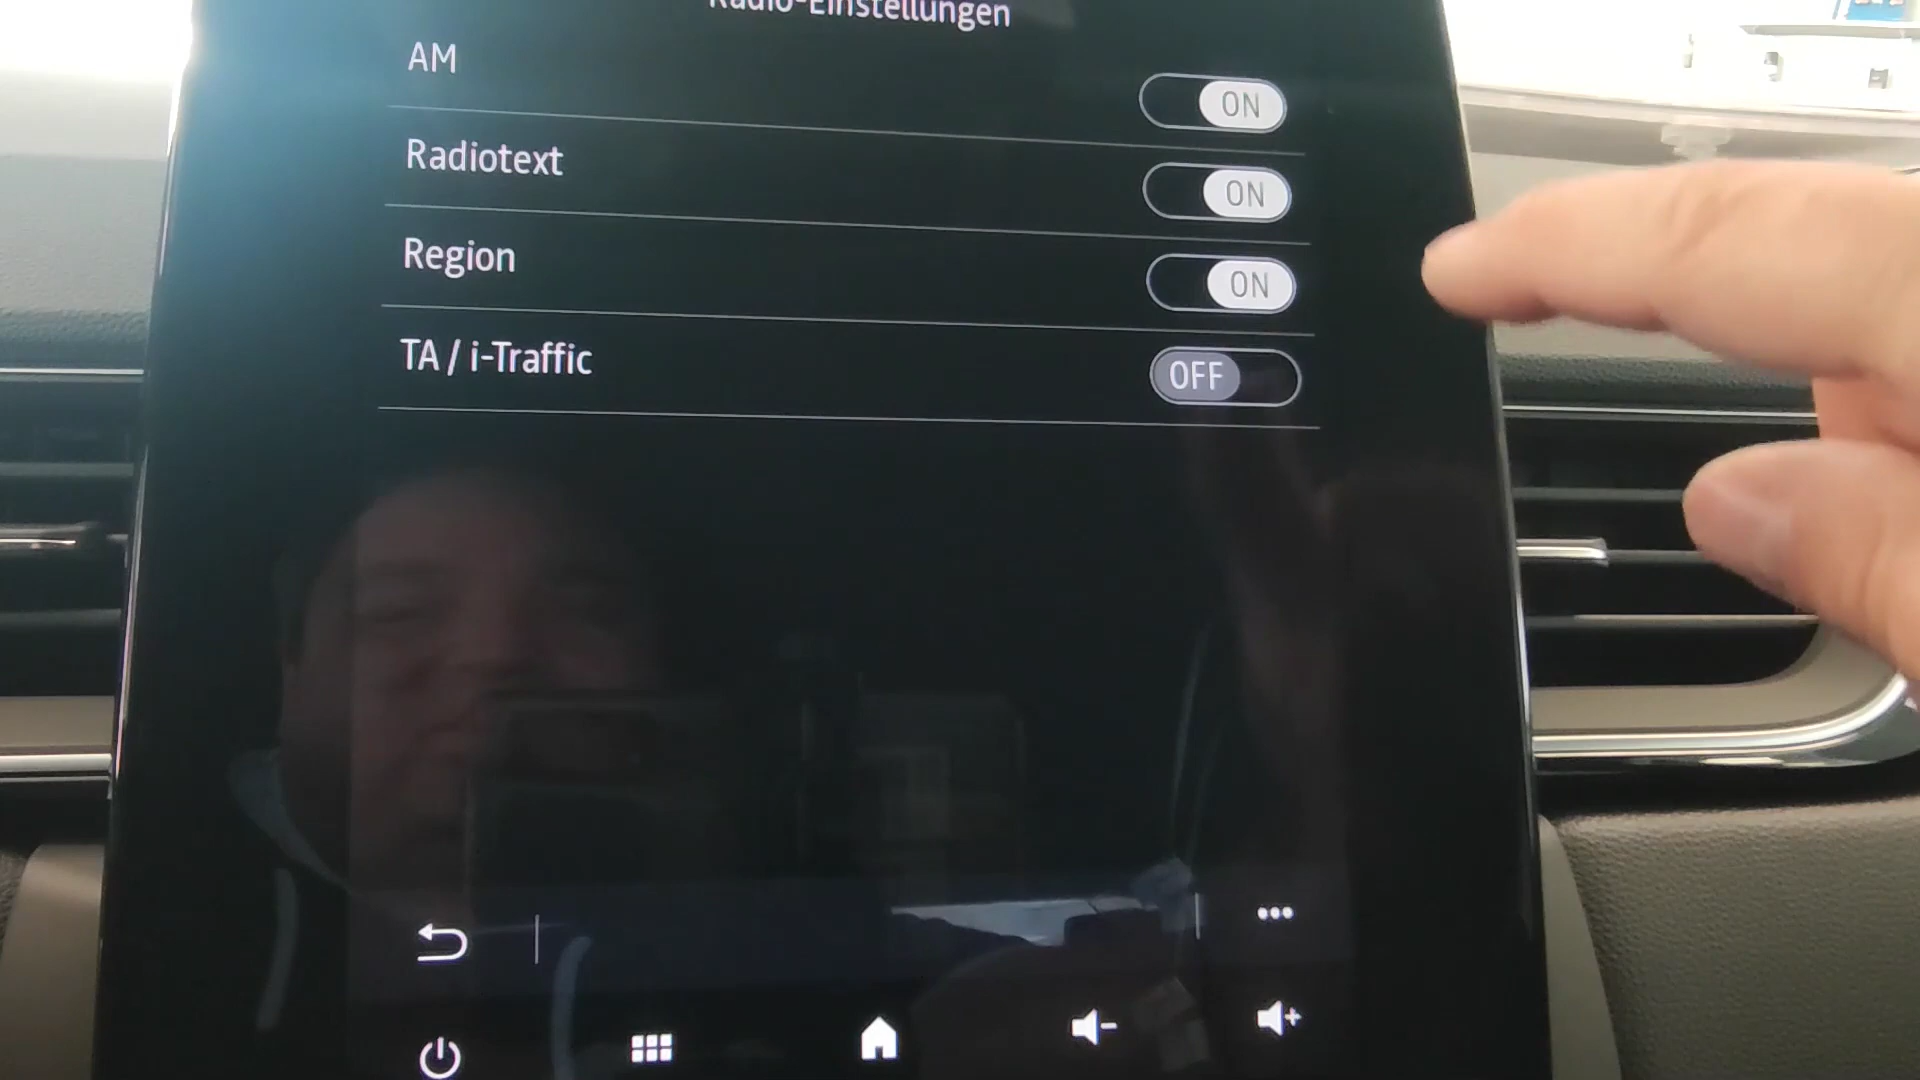 Radio-Einstellungen
AM
ON
Radiotext
ON
Region
ON
TA / i-Traffic
OFF